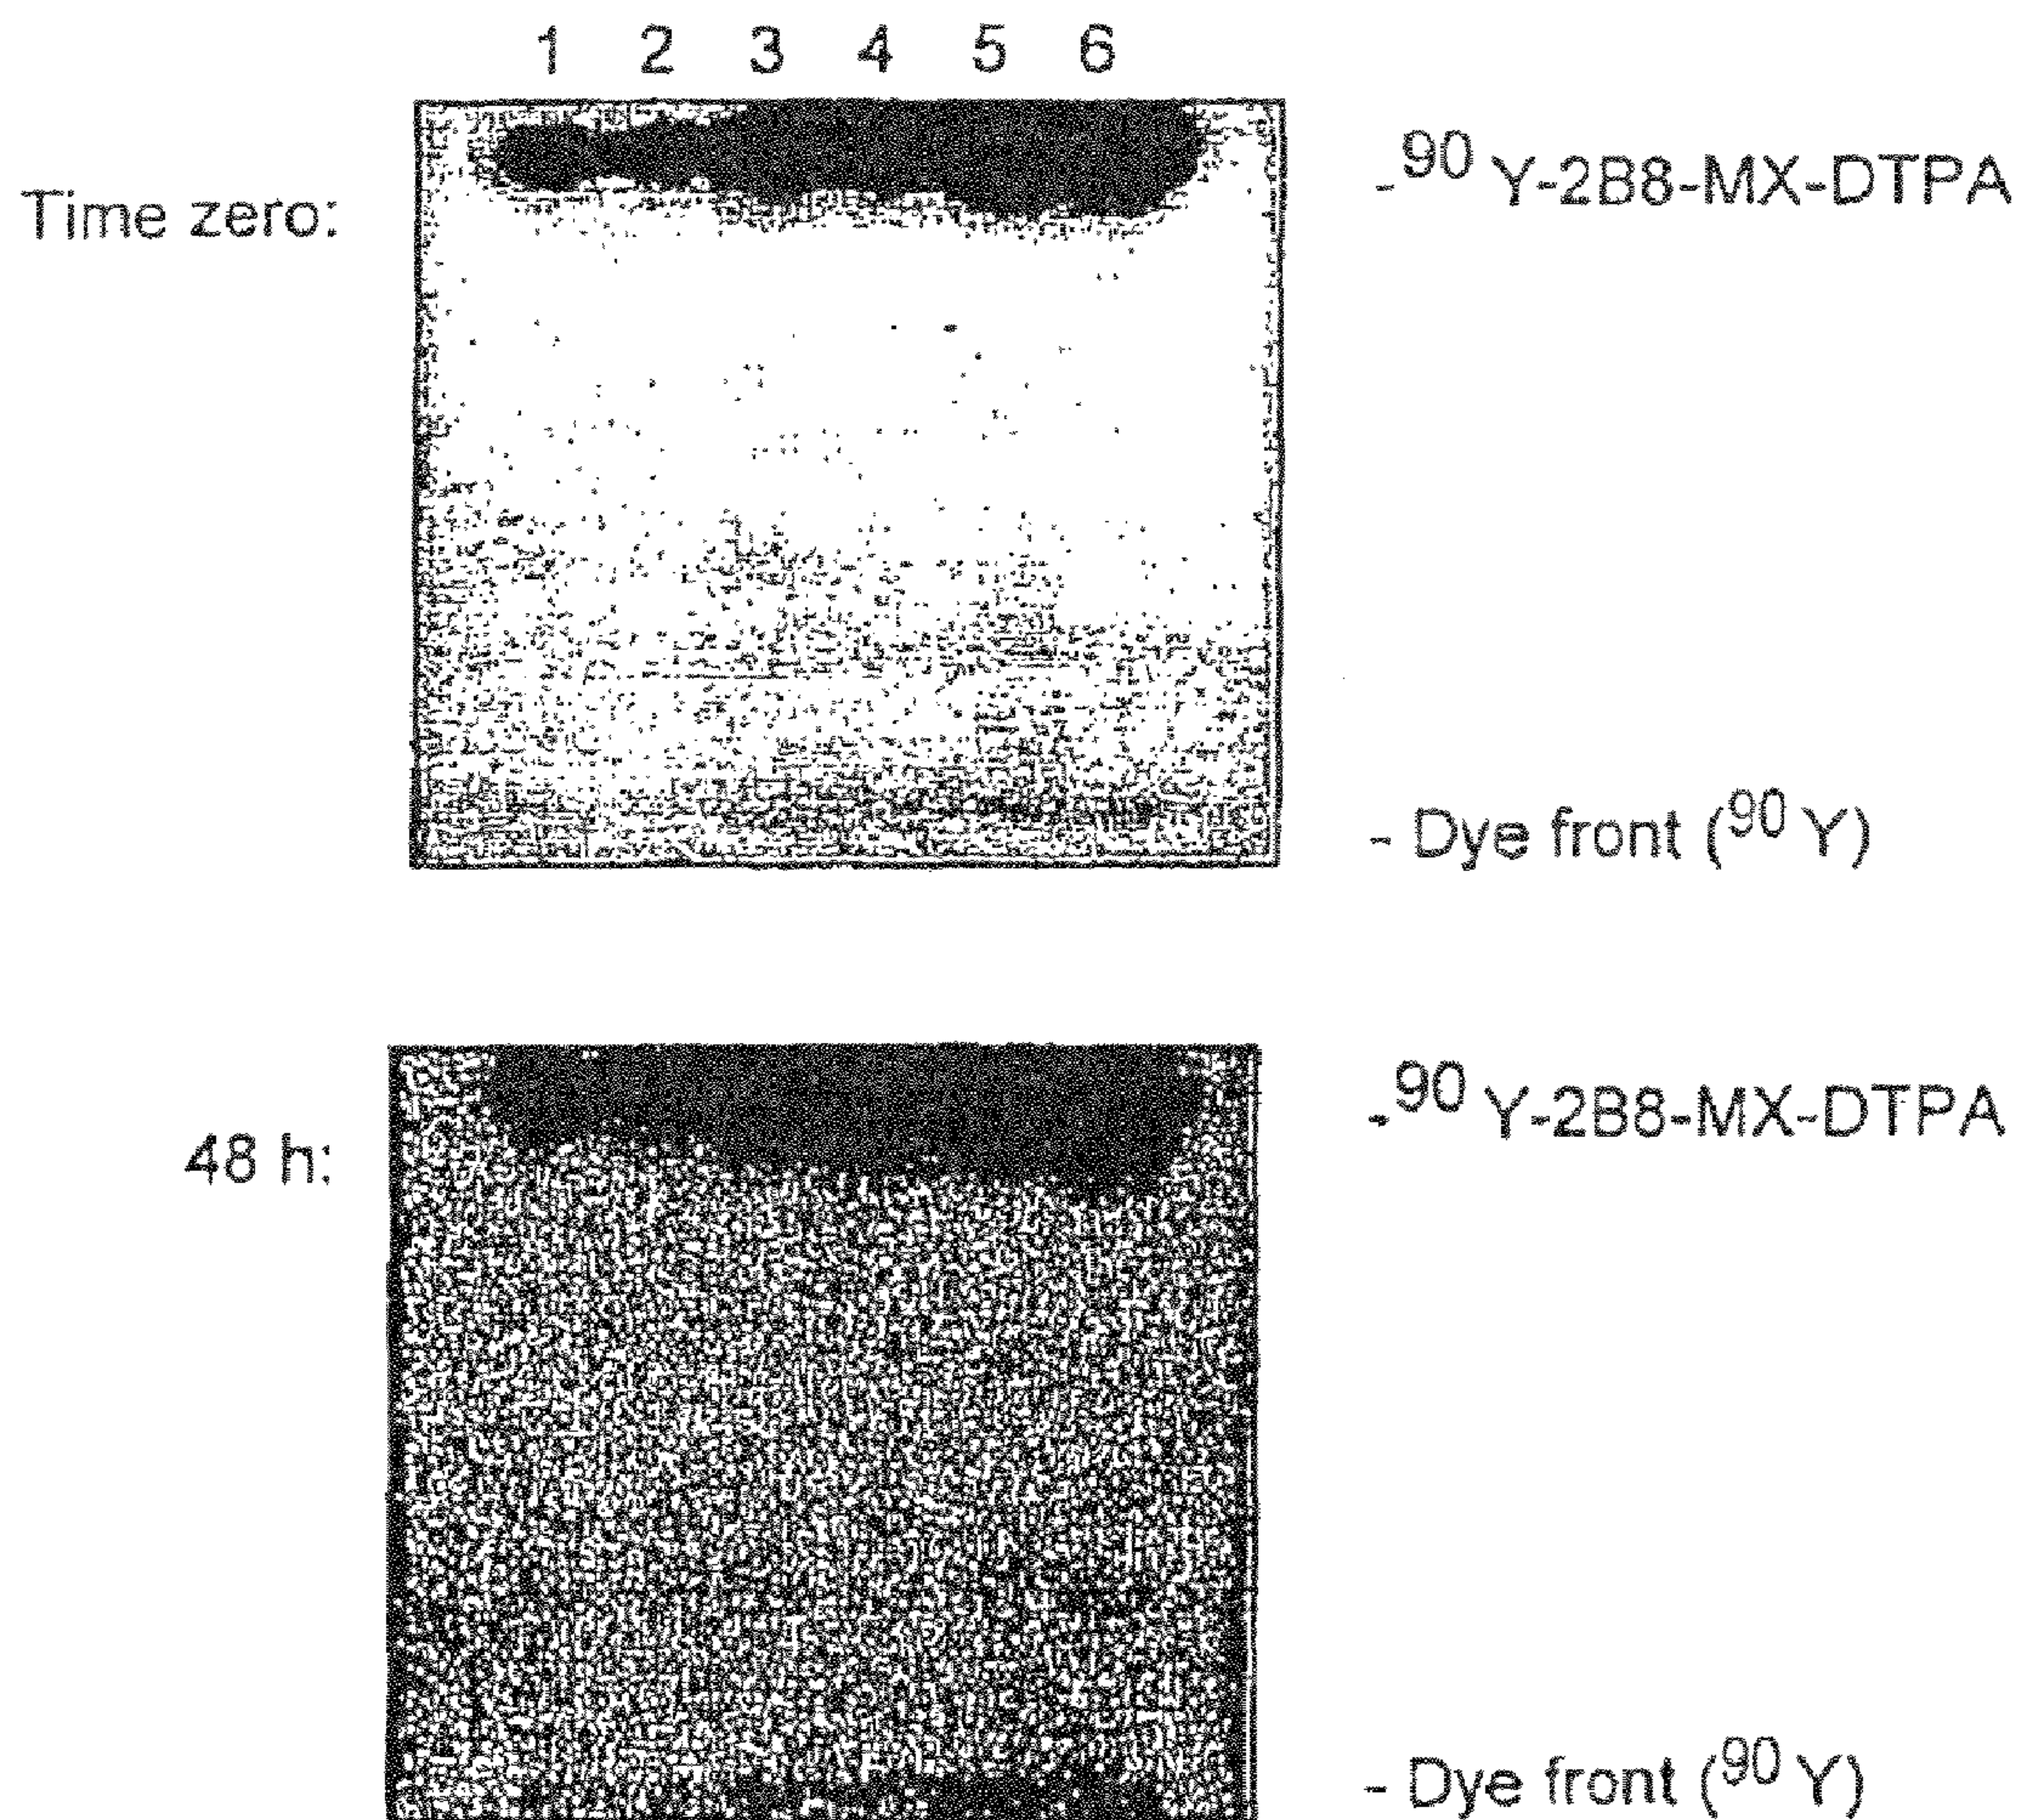 1 2 3 4 5 6
Time zero:
-90 Y-2B8-MX-DTPA
- Dye front (90 Y)
48 h:
-90 Y-2B8-MX-DTPA
- Dye front (90 Y)